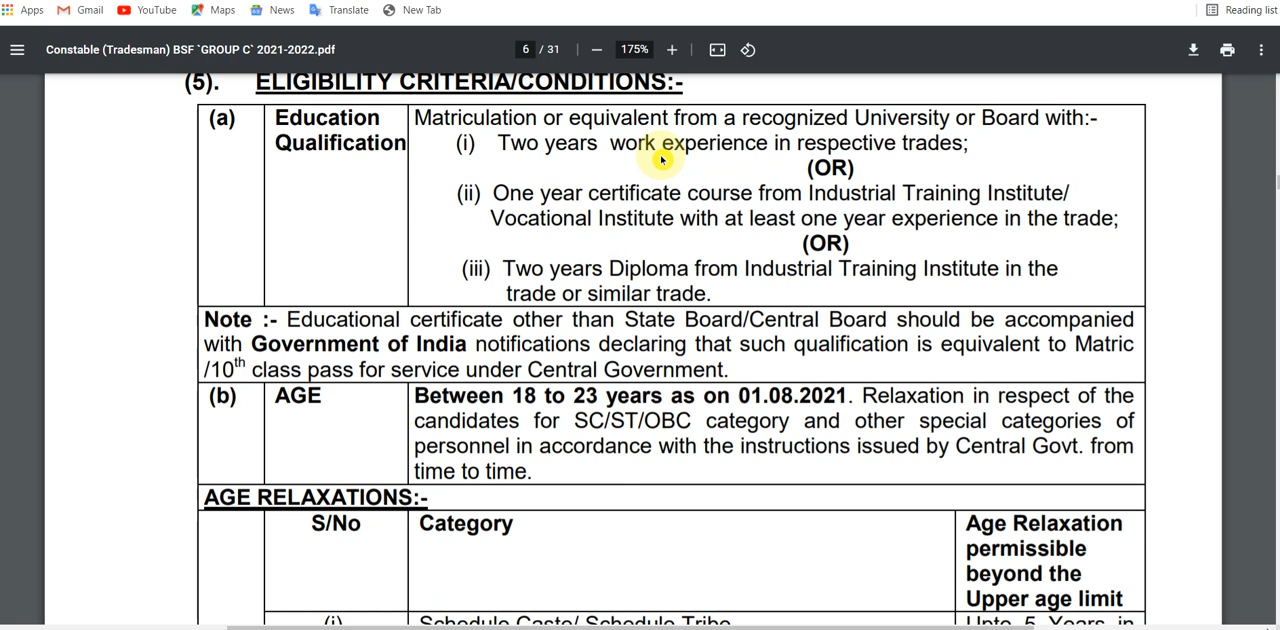 Apps Gmail YouTube Maps News Translate New Tab Reading list
Constable (Tradesman) BSF `GROUP C` 2021-2022.pdf 6 / 31 175%
(5). ELIGIBILITY CRITERIA/CONDITIONS:-
(a) Education Qualification
Matriculation or equivalent from a recognized University or Board with:-
(i) Two years work experience in respective trades;
(OR)
(ii) One year certificate course from Industrial Training Institute/
Vocational Institute with at least one year experience in the trade;
(OR)
(iii) Two years Diploma from Industrial Training Institute in the
trade or similar trade.
Note :- Educational certificate other than State Board/Central Board should be accompanied
with Government of India notifications declaring that such qualification is equivalent to Matric
/10th class pass for service under Central Government.
(b) AGE Between 18 to 23 years as on 01.08.2021. Relaxation in respect of the
candidates for SC/ST/OBC category and other special categories of
personnel in accordance with the instructions issued by Central Govt. from
time to time.
AGE RELAXATIONS:-
S/No Category Age Relaxation
permissible
beyond the
Upper age limit
(i) Schedule Caste/ Schedule Tribe Upto 5 Years in